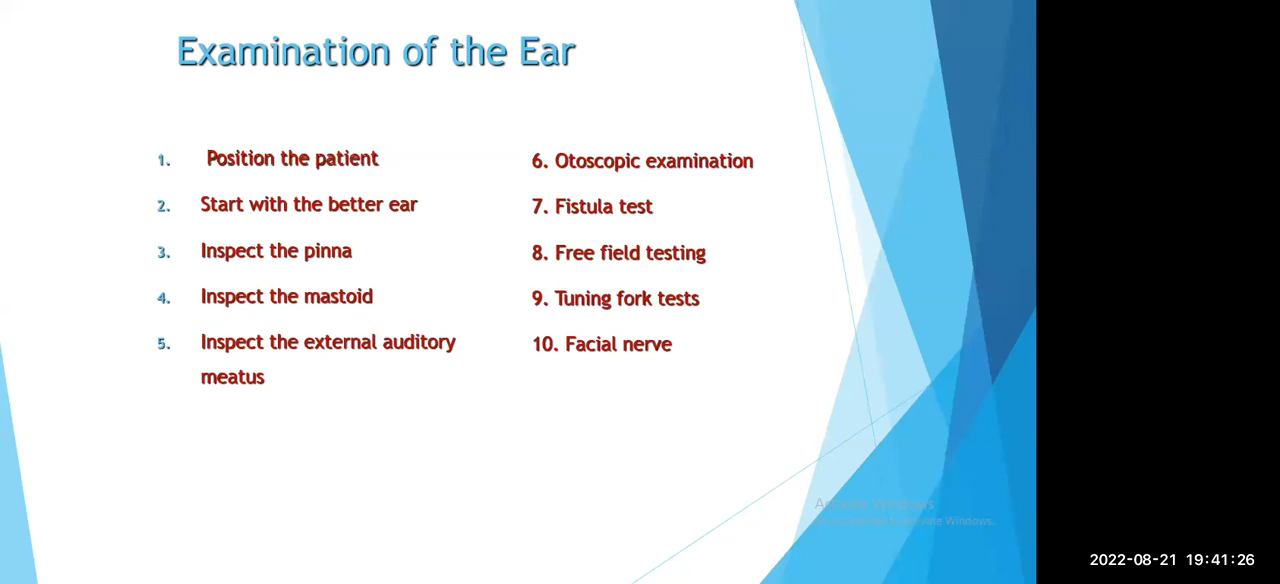 Examination of the Ear
1. Position the patient
2. Start with the better ear
3. Inspect the pinna
4. Inspect the mastoid
5. Inspect the external auditory
meatus
6. Otoscopic examination
7. Fistula test
8. Free field testing
9. Tuning fork tests
10. Facial nerve
Activate Windows
Windows.
2022-08-21 19:41:26